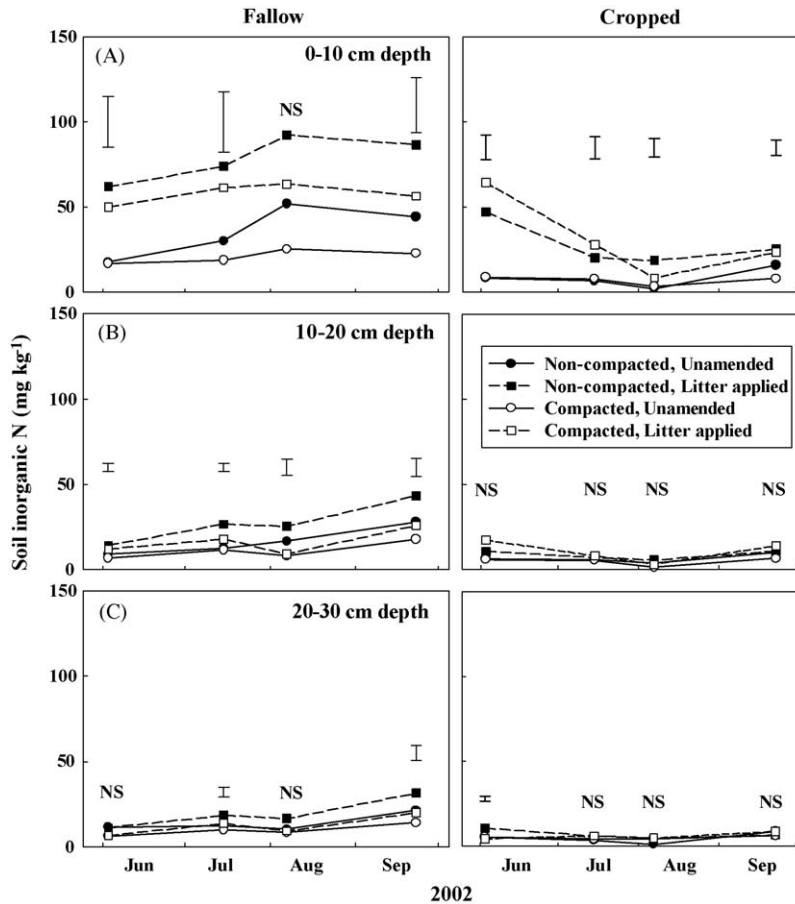 Fallow
Cropped
150
(A)
0-10 cm depth
NS
100
50
0
150
(B)
10-20 cm depth
Non-compacted, Unamended
Non-compacted, Litter applied
Compacted, Unamended
Compacted, Litter applied
Soil inorganic N (mg kg-1)
100
50
NS NS NS NS
0
150
(C)
20-30 cm depth
100
50
NS NS
NS NS NS
0
Jun Jul Aug Sep
Jun Jul Aug Sep
2002